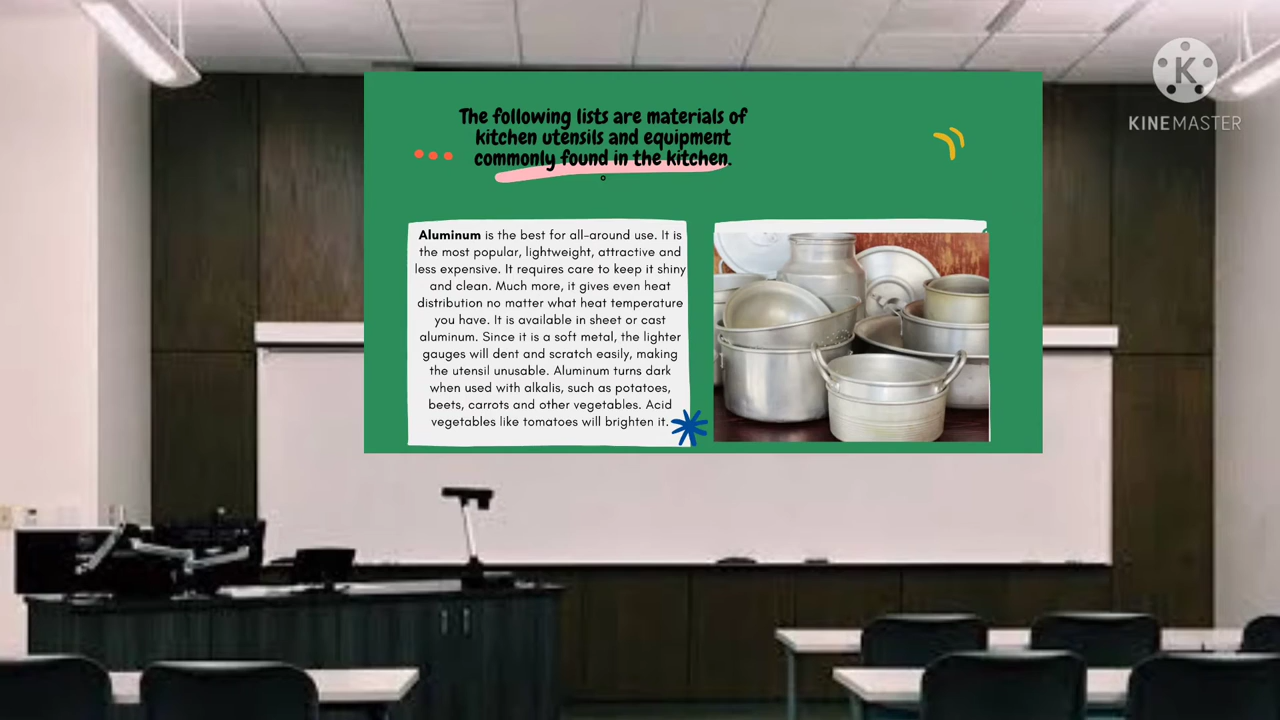 The following lists are materials of
kitchen utensils and equipment
commonly found in the kitchen.
Aluminum is the best for all-around use. It is
the most popular, lightweight, attractive and
less expensive. It requires care to keep it shiny
and clean. Much more, it gives even heat
distribution no matter what heat temperature
you have. It is available in sheet or cast
aluminum. Since it is a soft metal, the lighter
gauges will dent and scratch easily, making
the utensil unusable. Aluminum turns dark
when used with alkalis, such as potatoes,
beets, carrots and other vegetables. Acid
vegetables like tomatoes will brighten it.
K
KINEMASTER